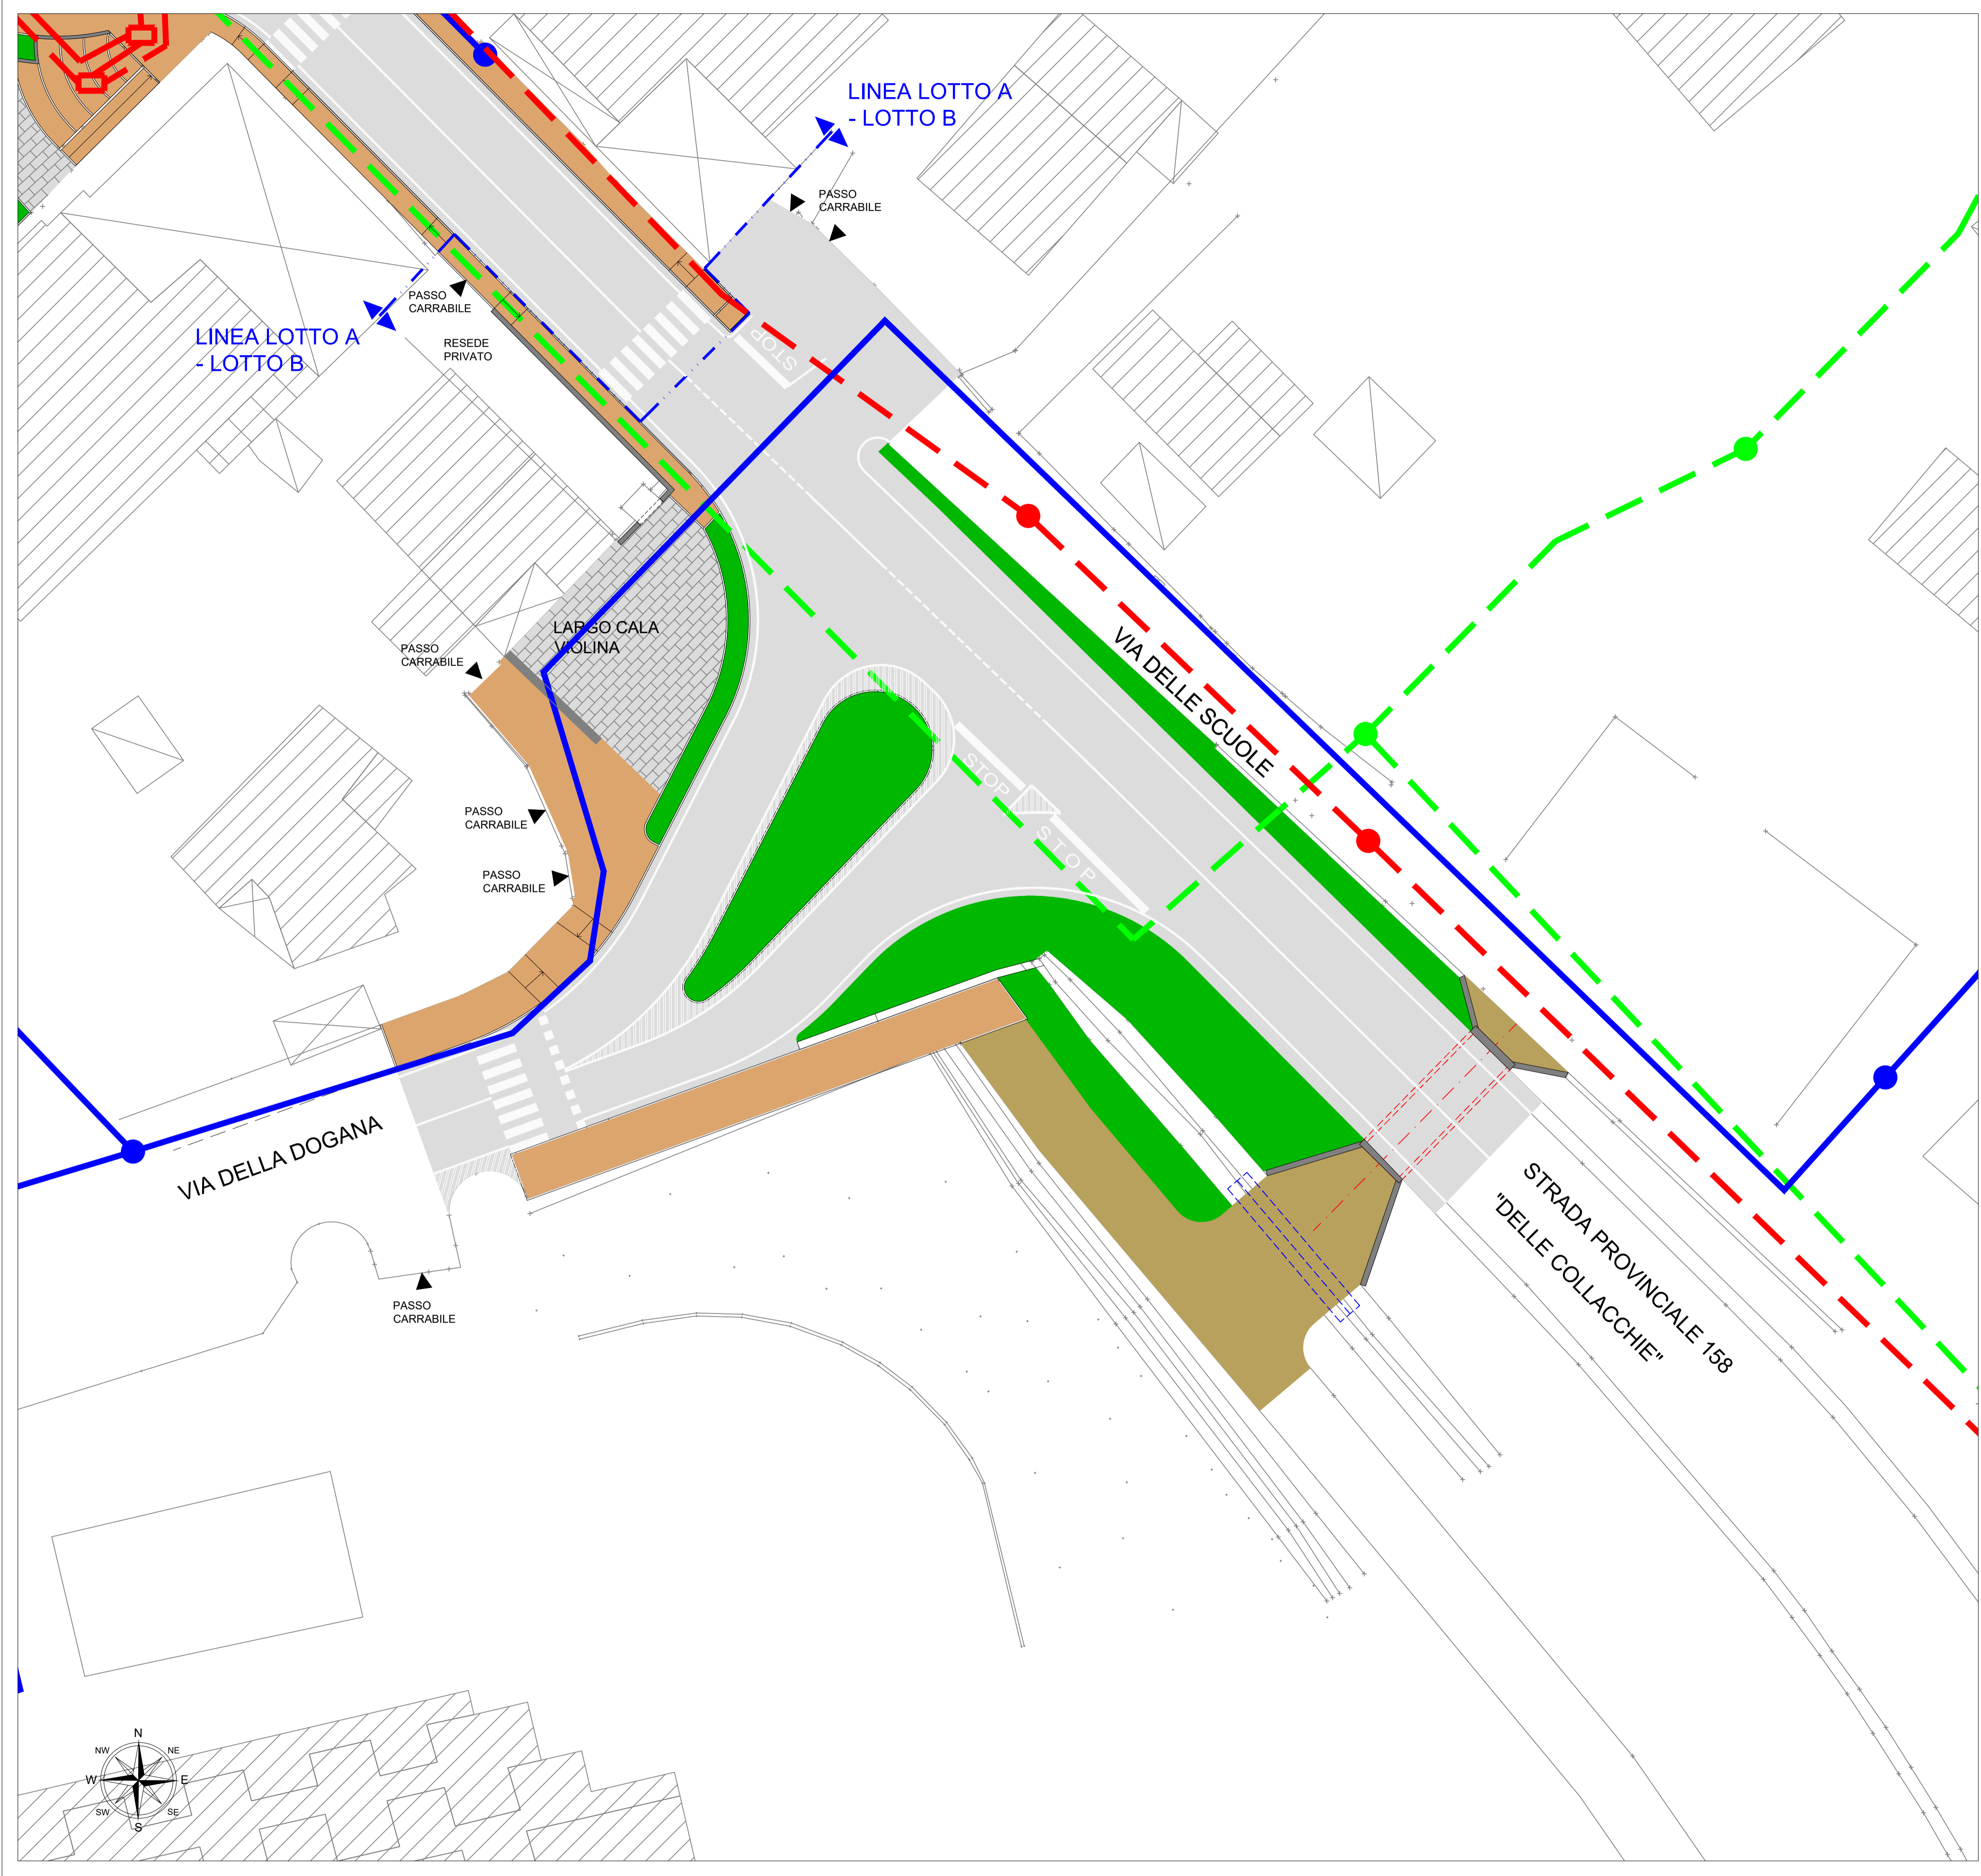 LINEA LOTTO A
- LOTTO B
PASSO
CARRABILE
PASSO
CARRABILE
LINEA LOTTO A
- LOTTO B
RESEDE
PRIVATO
STOP
LARGO CALA
VIOLINA
PASSO
CARRABILE
VIA DELLE SCUOLE
STOP
STOP
PASSO
CARRABILE
PASSO
CARRABILE
VIA DELLA DOGANA
STRADA PROVINCIALE 158
"DELLE COLLACCHIE"
PASSO
CARRABILE
N
NW
NE
W
E
SW
SE
S